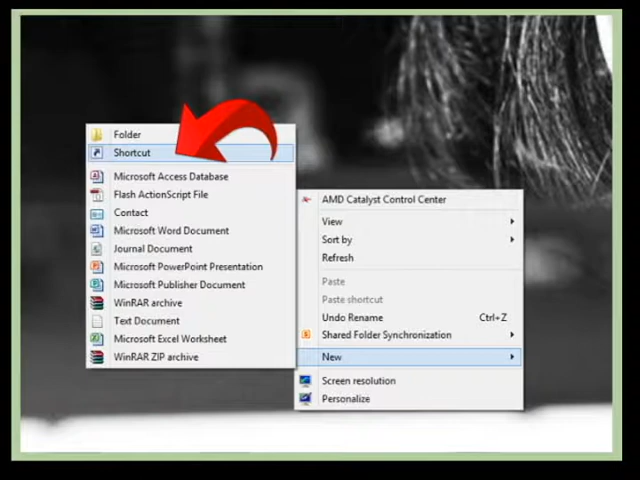 Folder
Shortcut
Microsoft Access Database
Flash ActionScript File
Contact
Microsoft Word Document
Journal Document
Microsoft PowerPoint Presentation
Microsoft Publisher Document
WinRAR archive
Text Document
Microsoft Excel Worksheet
WinRAR ZIP archive
AMD Catalyst Control Center
View
Sort by
Refresh
Paste
Paste shortcut
Undo Rename Ctrl+Z
Shared Folder Synchronization
New
Screen resolution
Personalize